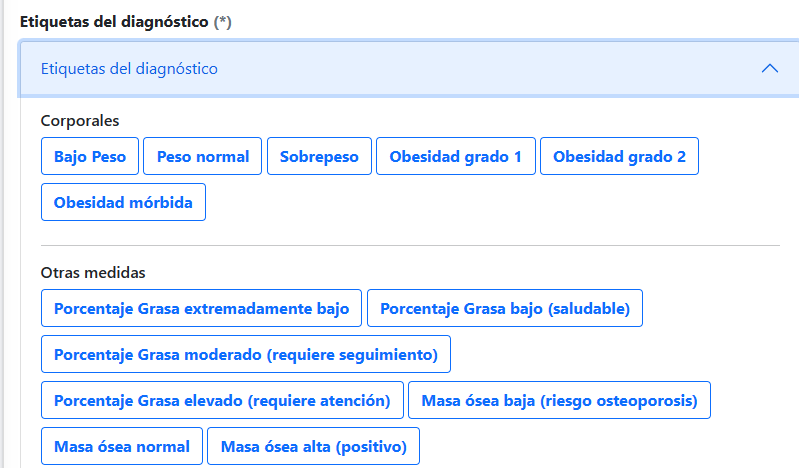 Etiquetas del diagnóstico (*)
Etiquetas del diagnóstico
Corporales
Bajo Peso Peso normal Sobrepeso Obesidad grado 1 Obesidad grado 2
Obesidad mórbida
Otras medidas
Porcentaje Grasa extremadamente bajo Porcentaje Grasa bajo (saludable)
Porcentaje Grasa moderado (requiere seguimiento)
Porcentaje Grasa elevado (requiere atención) Masa ósea baja (riesgo osteoporosis)
Masa ósea normal Masa ósea alta (positivo)